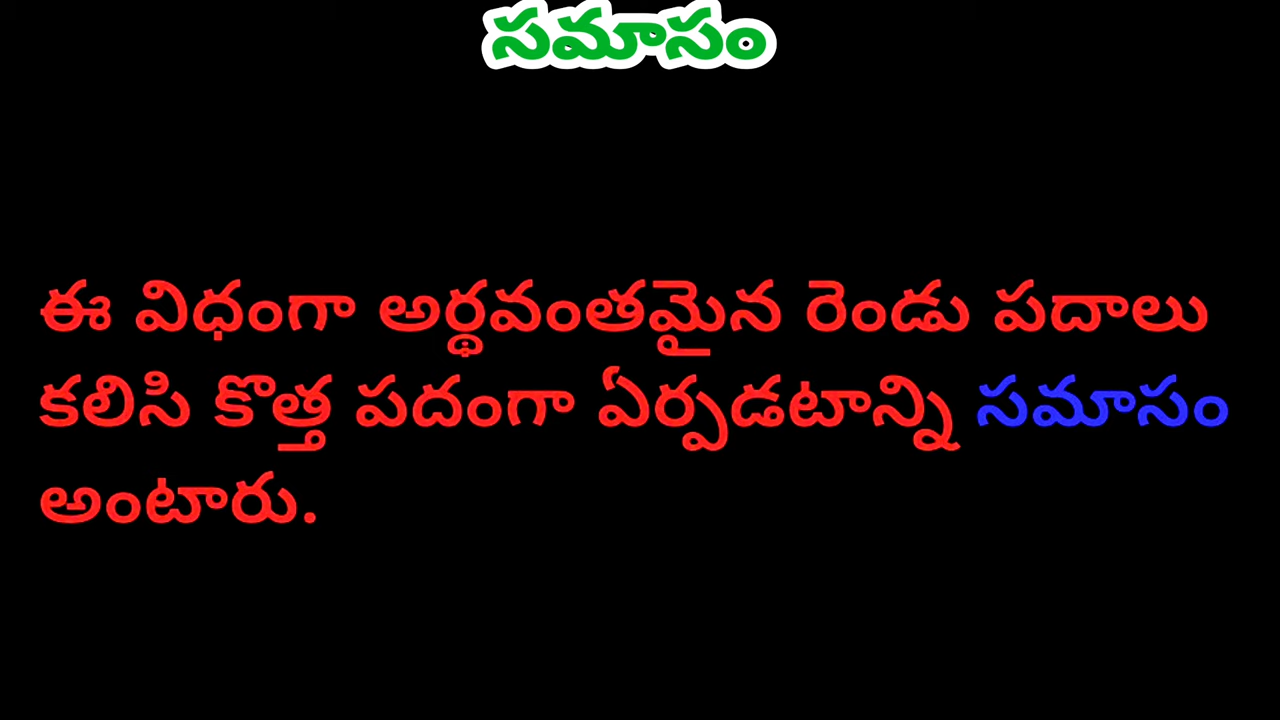 సమాసం
ఈ విధంగా అర్థవంతమైన రెండు పదాలు
కలిసి కొత్త పదంగా ఏర్పడటాన్ని సమాసం
అంటారు.